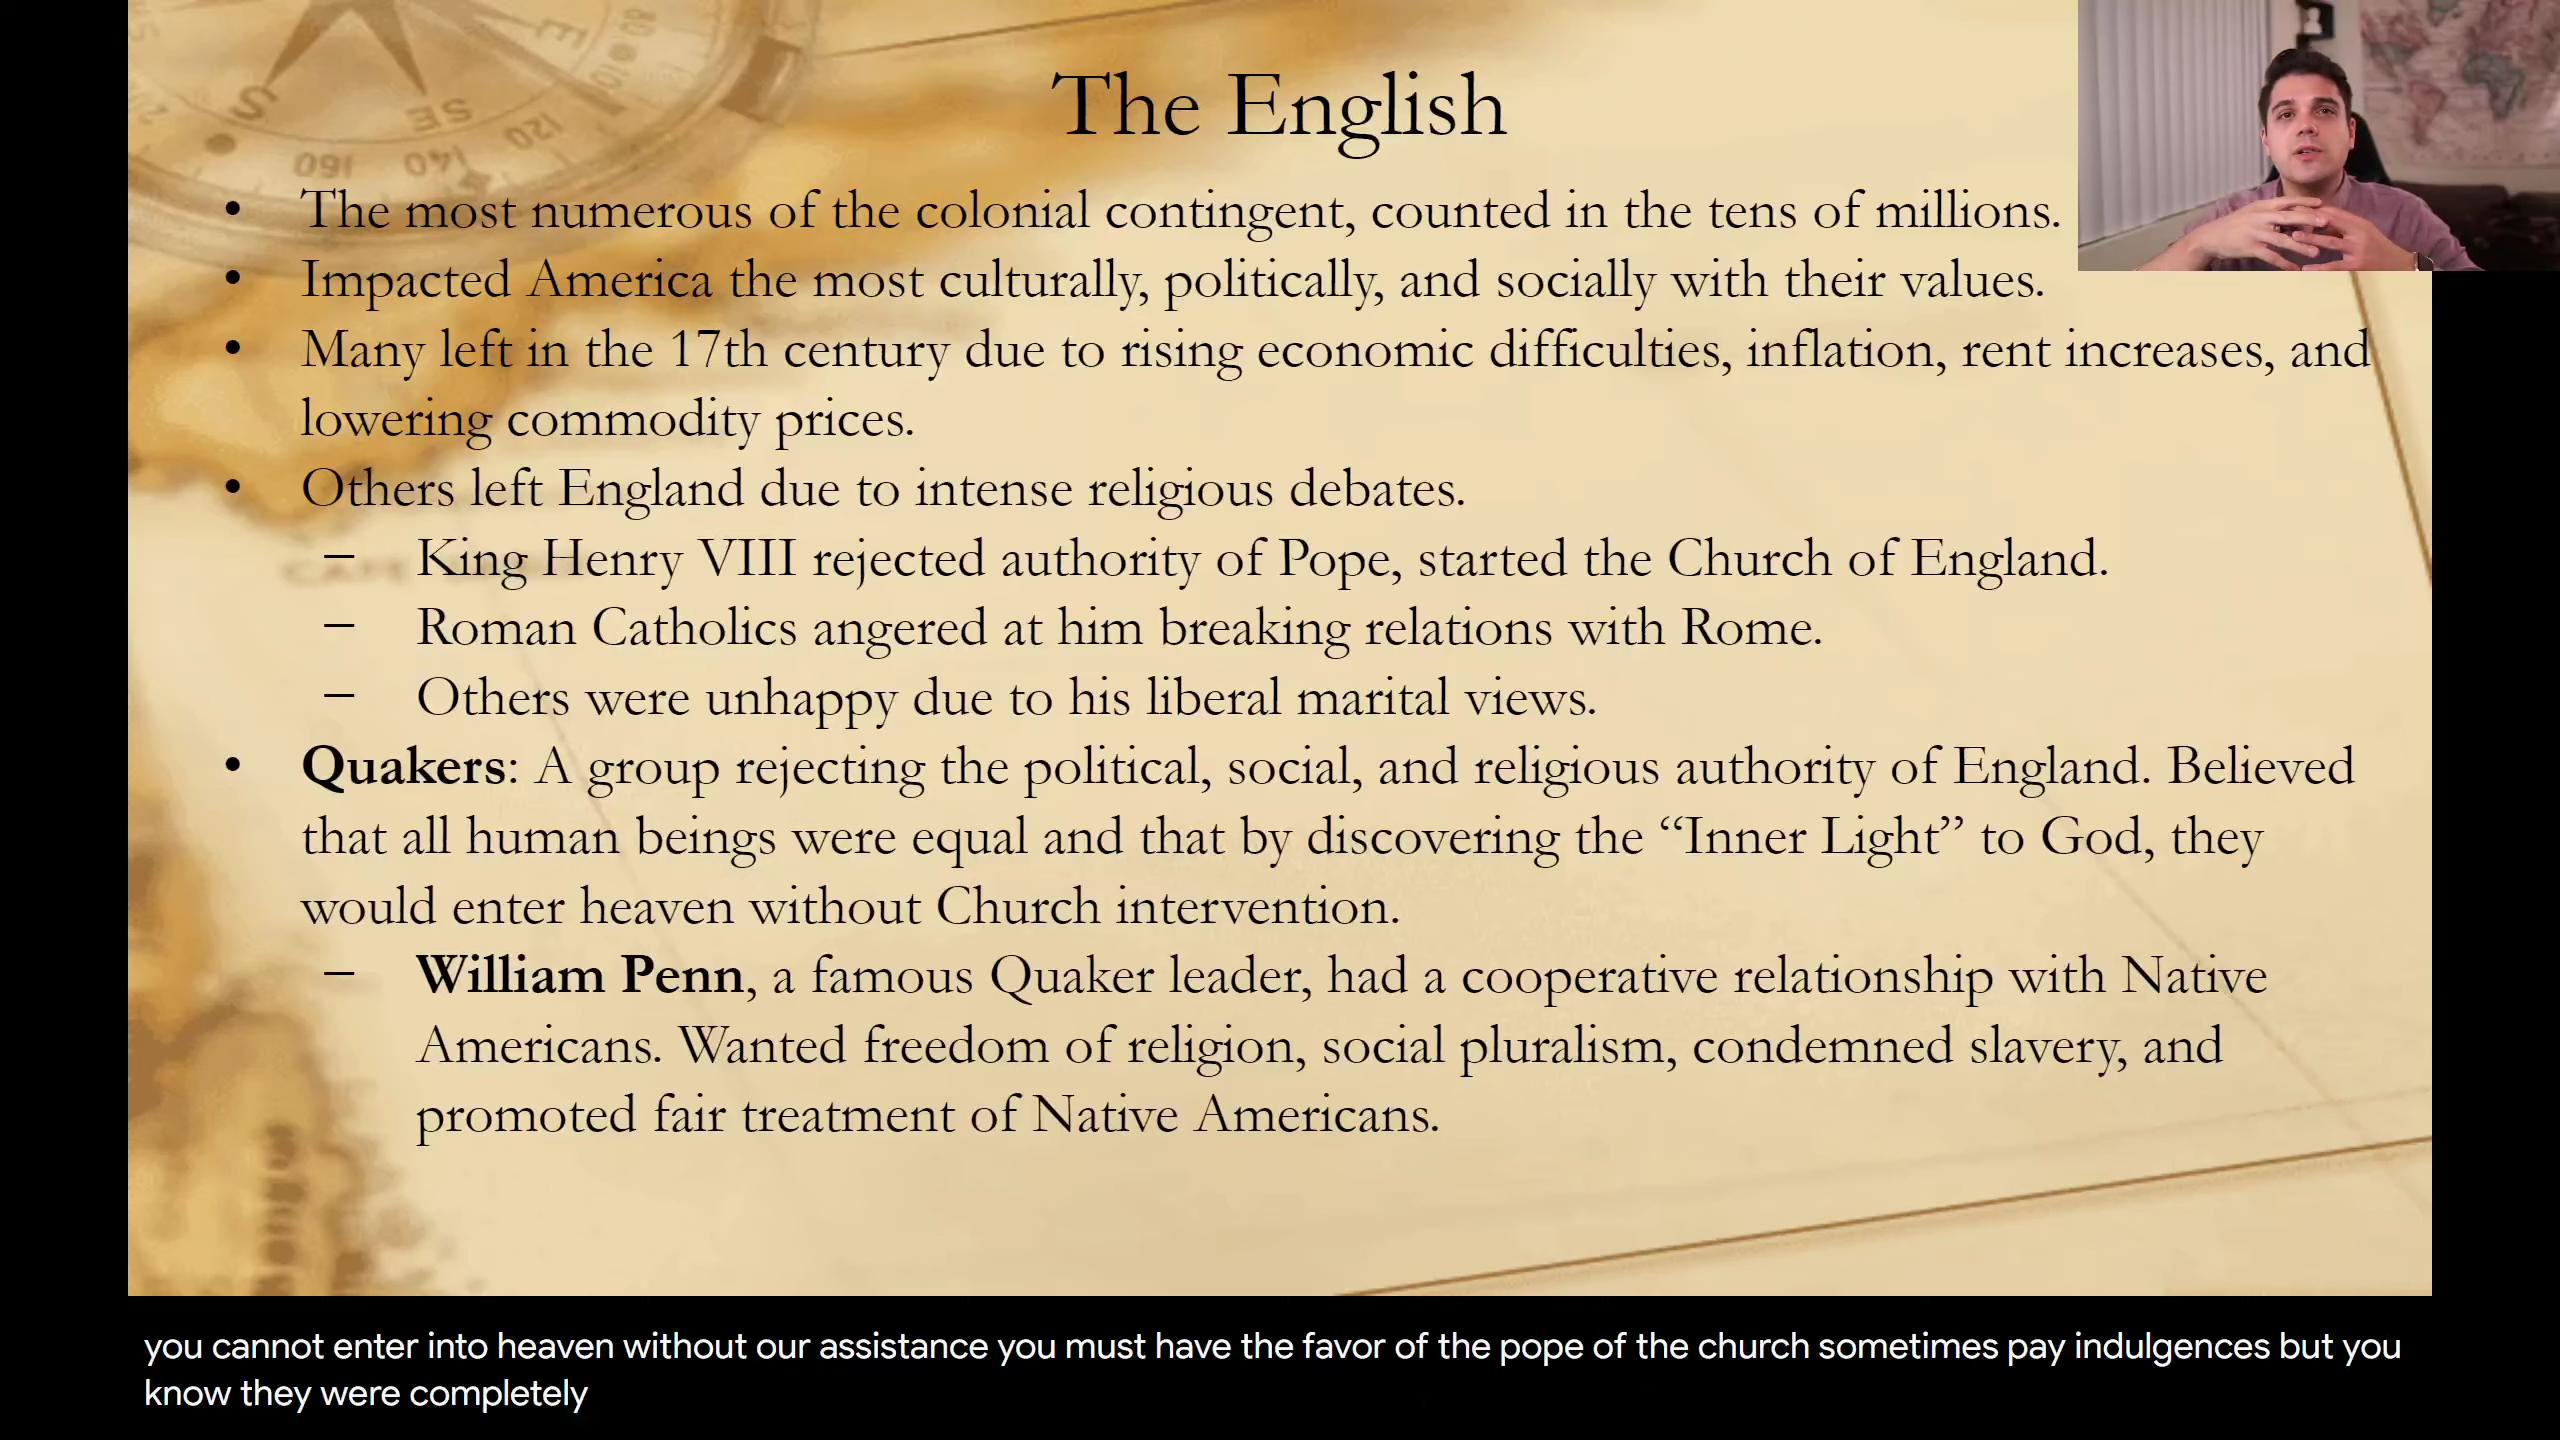 The English
• The most numerous of the colonial contingent, counted in the tens of millions.
• Impacted America the most culturally, politically, and socially with their values.
• Many left in the 17th century due to rising economic difficulties, inflation, rent increases, and
lowering commodity prices.
• Others left England due to intense religious debates.
– King Henry VIII rejected authority of Pope, started the Church of England.
– Roman Catholics angered at him breaking relations with Rome.
– Others were unhappy due to his liberal marital views.
• Quakers: A group rejecting the political, social, and religious authority of England. Believed
that all human beings were equal and that by discovering the “Inner Light” to God, they
would enter heaven without Church intervention.
– William Penn, a famous Quaker leader, had a cooperative relationship with Native
Americans. Wanted freedom of religion, social pluralism, condemned slavery, and
promoted fair treatment of Native Americans.
S
SE
E
160
140
120
you cannot enter into heaven without our assistance you must have the favor of the pope of the church sometimes pay indulgences but you
know they were completely